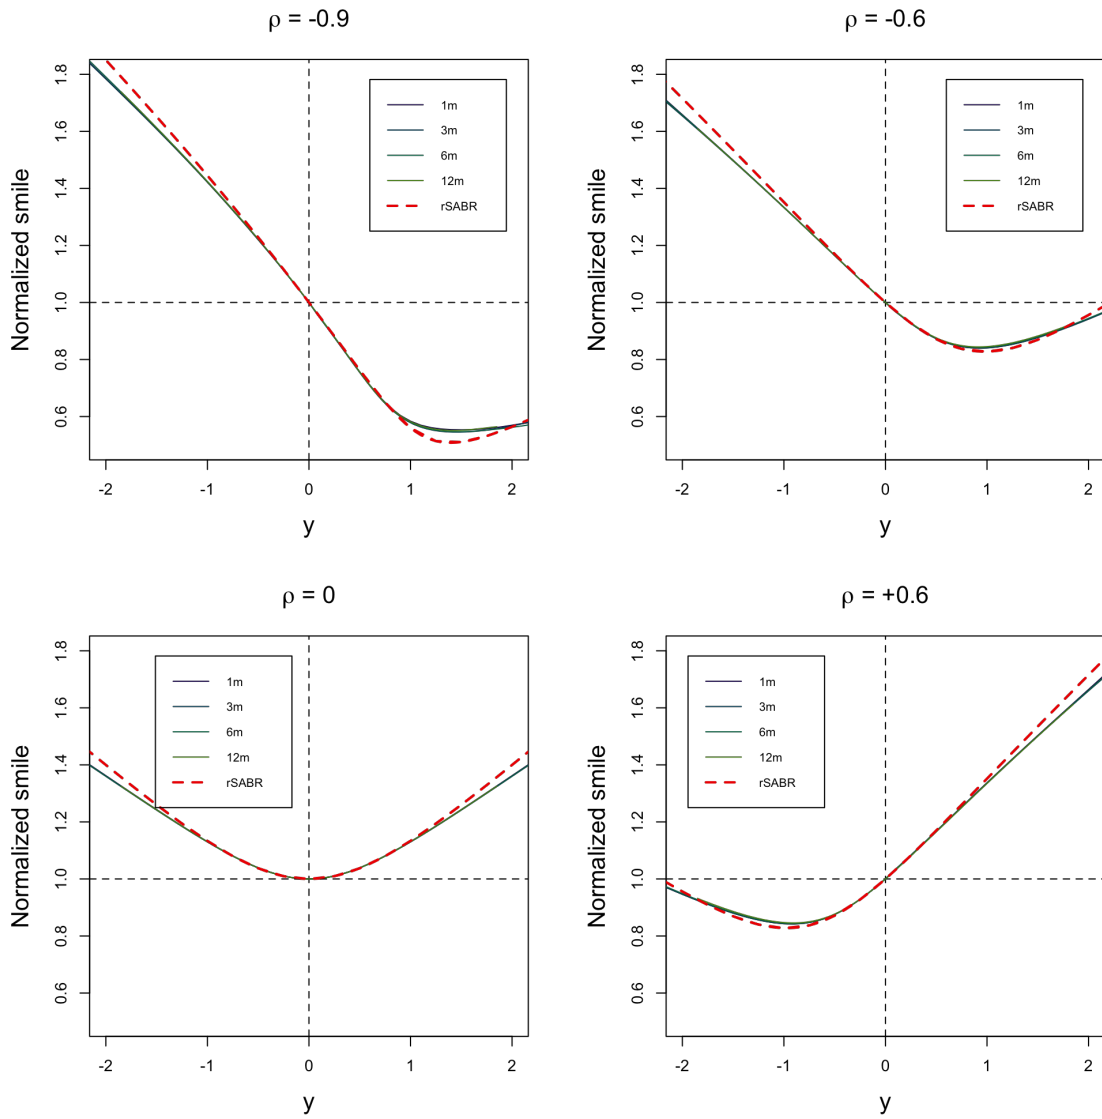 ρ = -0.9
Normalized smile
1.8
1.6
1.4
1.2
1.0
0.8
0.6
1m
3m
6m
12m
rSABR
-2 -1 0 1 2
y
ρ = -0.6
Normalized smile
1.8
1.6
1.4
1.2
1.0
0.8
0.6
1m
3m
6m
12m
rSABR
-2 -1 0 1 2
y
ρ = 0
Normalized smile
1.8
1.6
1.4
1.2
1.0
0.8
0.6
1m
3m
6m
12m
rSABR
-2 -1 0 1 2
y
ρ = +0.6
Normalized smile
1.8
1.6
1.4
1.2
1.0
0.8
0.6
1m
3m
6m
12m
rSABR
-2 -1 0 1 2
y